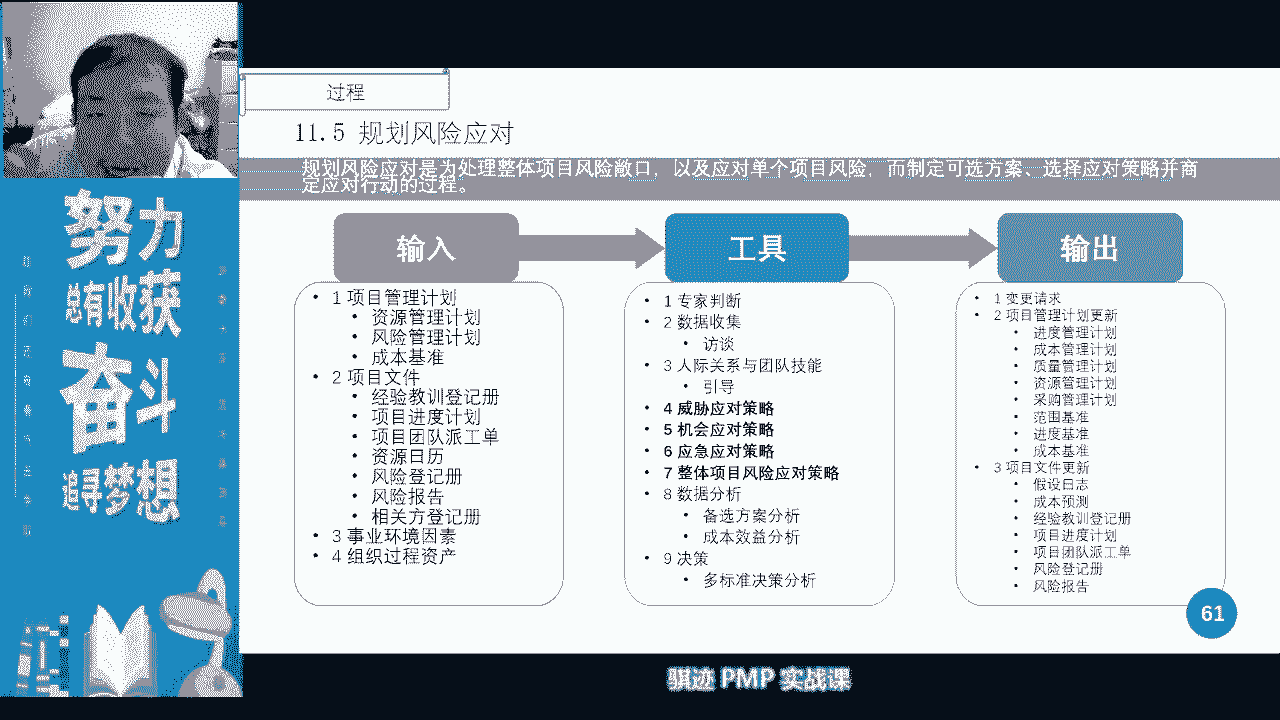 过程
11.5 规划风险应对
规划风险应对是为处理整体项目风险敞口，以及应对单个项目风险，而制定可选方案、选择应对策略并商
定应对行动的过程。
努力
总有收获
奋斗
追寻梦想
输入
• 1 项目管理计划
• 资源管理计划
• 风险管理计划
• 成本基准
• 2 项目文件
• 经验教训登记册
• 项目进度计划
• 项目团队派工单
• 资源日历
• 风险登记册
• 风险报告
• 相关方登记册
• 3 事业环境因素
• 4 组织过程资产
工具
• 1 专家判断
• 2 数据收集
• 访谈
• 3 人际关系与团队技能
• 引导
• 4 威胁应对策略
• 5 机会应对策略
• 6 应急应对策略
• 7 整体项目风险应对策略
• 8 数据分析
• 备选方案分析
• 成本效益分析
• 9 决策
• 多标准决策分析
输出
• 1 变更请求
• 2 项目管理计划更新
• 进度管理计划
• 成本管理计划
• 质量管理计划
• 资源管理计划
• 采购管理计划
• 范围基准
• 进度基准
• 成本基准
• 3 项目文件更新
• 假设日志
• 成本预测
• 经验教训登记册
• 项目进度计划
• 项目团队派工单
• 风险登记册
• 风险报告
61
骐迹 PMP 实战课